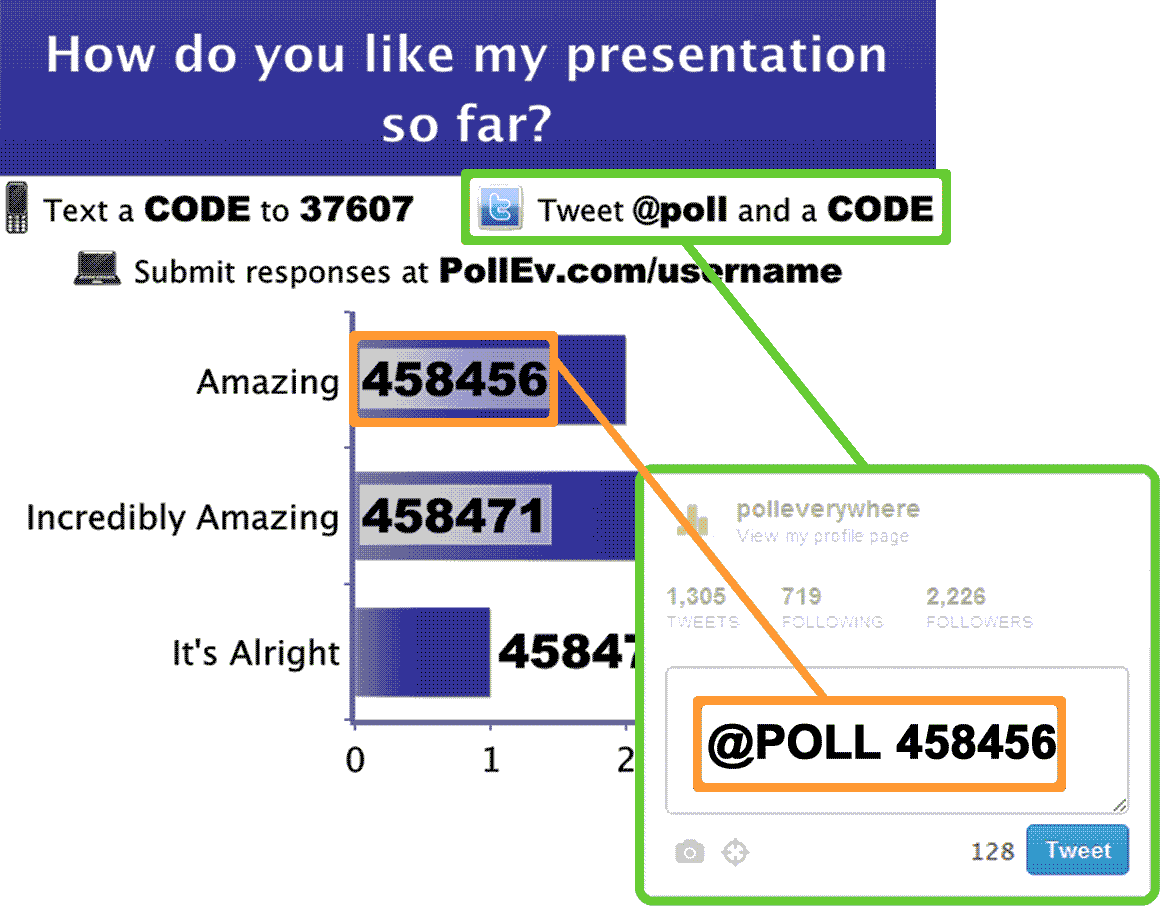 How do you like my presentation
so far?
Text a CODE to 37607
Tweet @poll and a CODE
Submit responses at PollEv.com/username
Amazing 458456
Incredibly Amazing 458471
It's Alright
0 1 2
polleverywhere
View my profile page
1,305 719 2,226
TWEETS FOLLOWING FOLLOWERS
@POLL 458456
128 Tweet